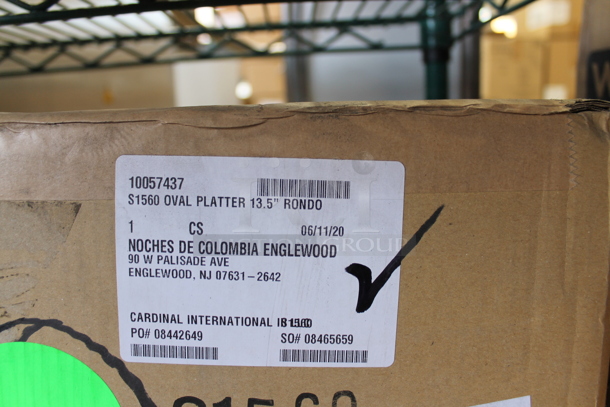 10057437
S1560 OVAL PLATTER 13.5" RONDO
1 CS 06/11/20
NOCHES DE COLOMBIA ENGLEWOOD
90 W PALISADE AVE
ENGLEWOOD, NJ 07631-2642
CARDINAL INTERNATIONAL
PO# 08442649 SO# 08465659
GROUP